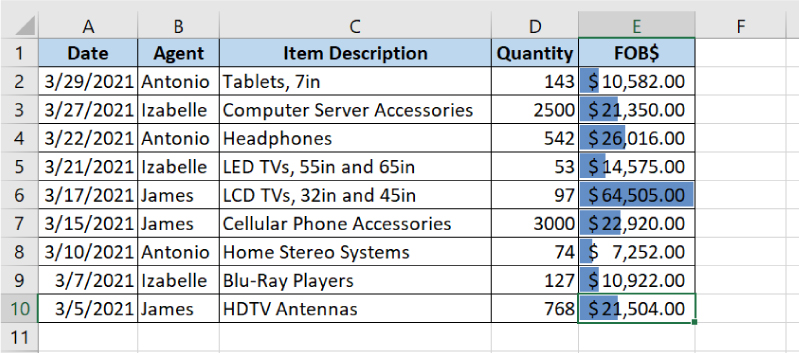 A B C D E F
1 Date Agent Item Description Quantity FOB$
2 3/29/2021 Antonio Tablets, 7in 143 $10,582.00
3 3/27/2021 Izabelle Computer Server Accessories 2500 $21,350.00
4 3/22/2021 Antonio Headphones 542 $26,016.00
5 3/21/2021 Izabelle LED TVs, 55in and 65in 53 $14,575.00
6 3/17/2021 James LCD TVs, 32in and 45in 97 $64,505.00
7 3/15/2021 James Cellular Phone Accessories 3000 $22,920.00
8 3/10/2021 Antonio Home Stereo Systems 74 $ 7,252.00
9 3/7/2021 Izabelle Blu-Ray Players 127 $10,922.00
10 3/5/2021 James HDTV Antennas 768 $21,504.00
11